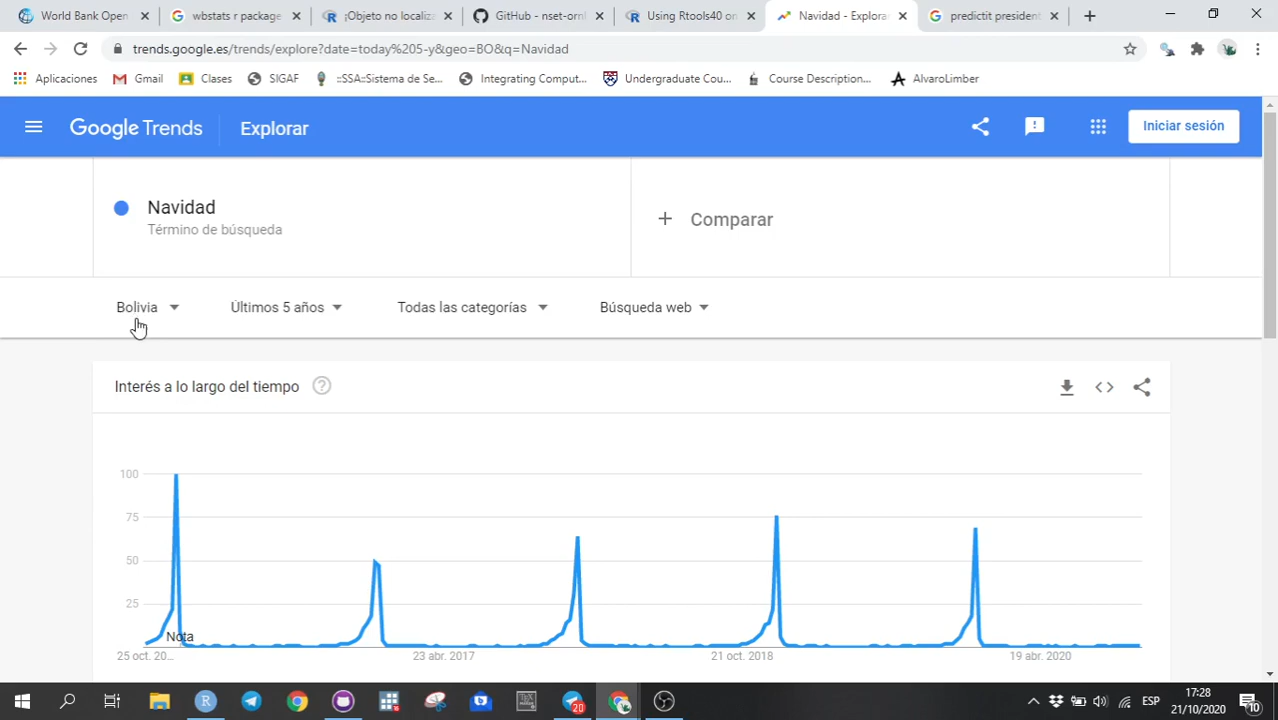 World Bank Open
wbstats r package
¡Objeto no localiz
GitHub - nset-ornl
Using Rtools40 on
Navidad - Explora
predictit president
trends.google.es/trends/explore?date=today%205-y&geo=BO&q=Navidad
Aplicaciones
Gmail
Clases
SIGAF
::SSA::Sistema de Se...
Integrating Comput...
Undergraduate Cou...
Course Description...
AlvaroLimber
Google Trends
Explorar
Iniciar sesión
Navidad
Término de búsqueda
Comparar
Bolivia
Últimos 5 años
Todas las categorías
Búsqueda web
Interés a lo largo del tiempo
100
75
50
25
Nota
25 oct. 20...
23 abr. 2017
21 oct. 2018
19 abr. 2020
20
ESP
17:28
21/10/2020
10